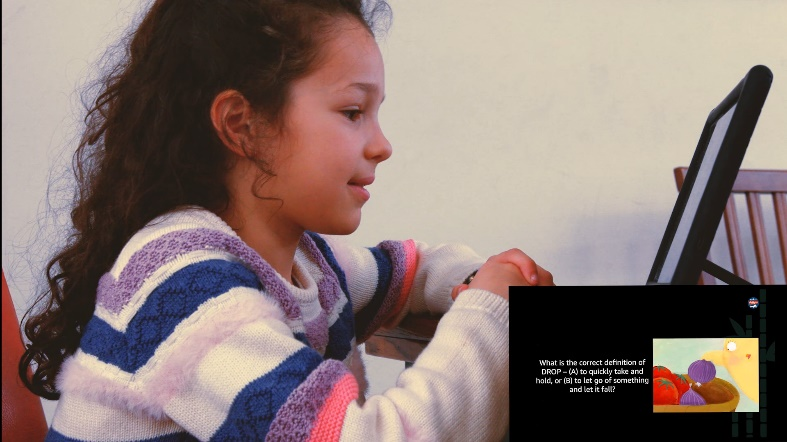 What is the correct definition of
DROP – (A) to quickly take and
hold, or (B) to let go of something
and let it fall?